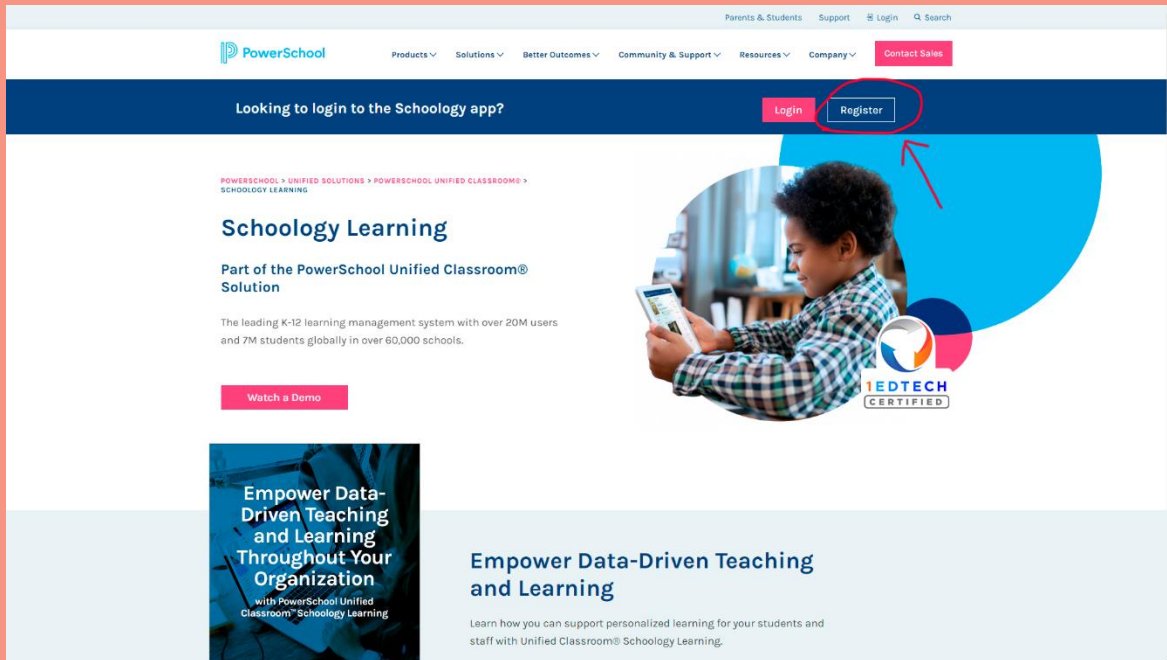 Parents & Students Support Login Search
PowerSchool Products Solutions Better Outcomes Community & Support Resources Company Contact Sales
Looking to login to the Schoology app? Login Register
POWERSCHOOL > UNIFIED SOLUTIONS > POWERSCHOOL UNIFIED CLASSROOM® >
SCHOOLOGY LEARNING
Schoology Learning
Part of the PowerSchool Unified Classroom®
Solution
The leading K-12 learning management system with over 20M users
and 7M students globally in over 60,000 schools.
Watch a Demo
1EDTECH
CERTIFIED
Empower Data-
Driven Teaching
and Learning
Throughout Your
Organization
with PowerSchool Unified
Classroom™ Schoology Learning
Empower Data-Driven Teaching
and Learning
Learn how you can support personalized learning for your students and
staff with Unified Classroom® Schoology Learning.